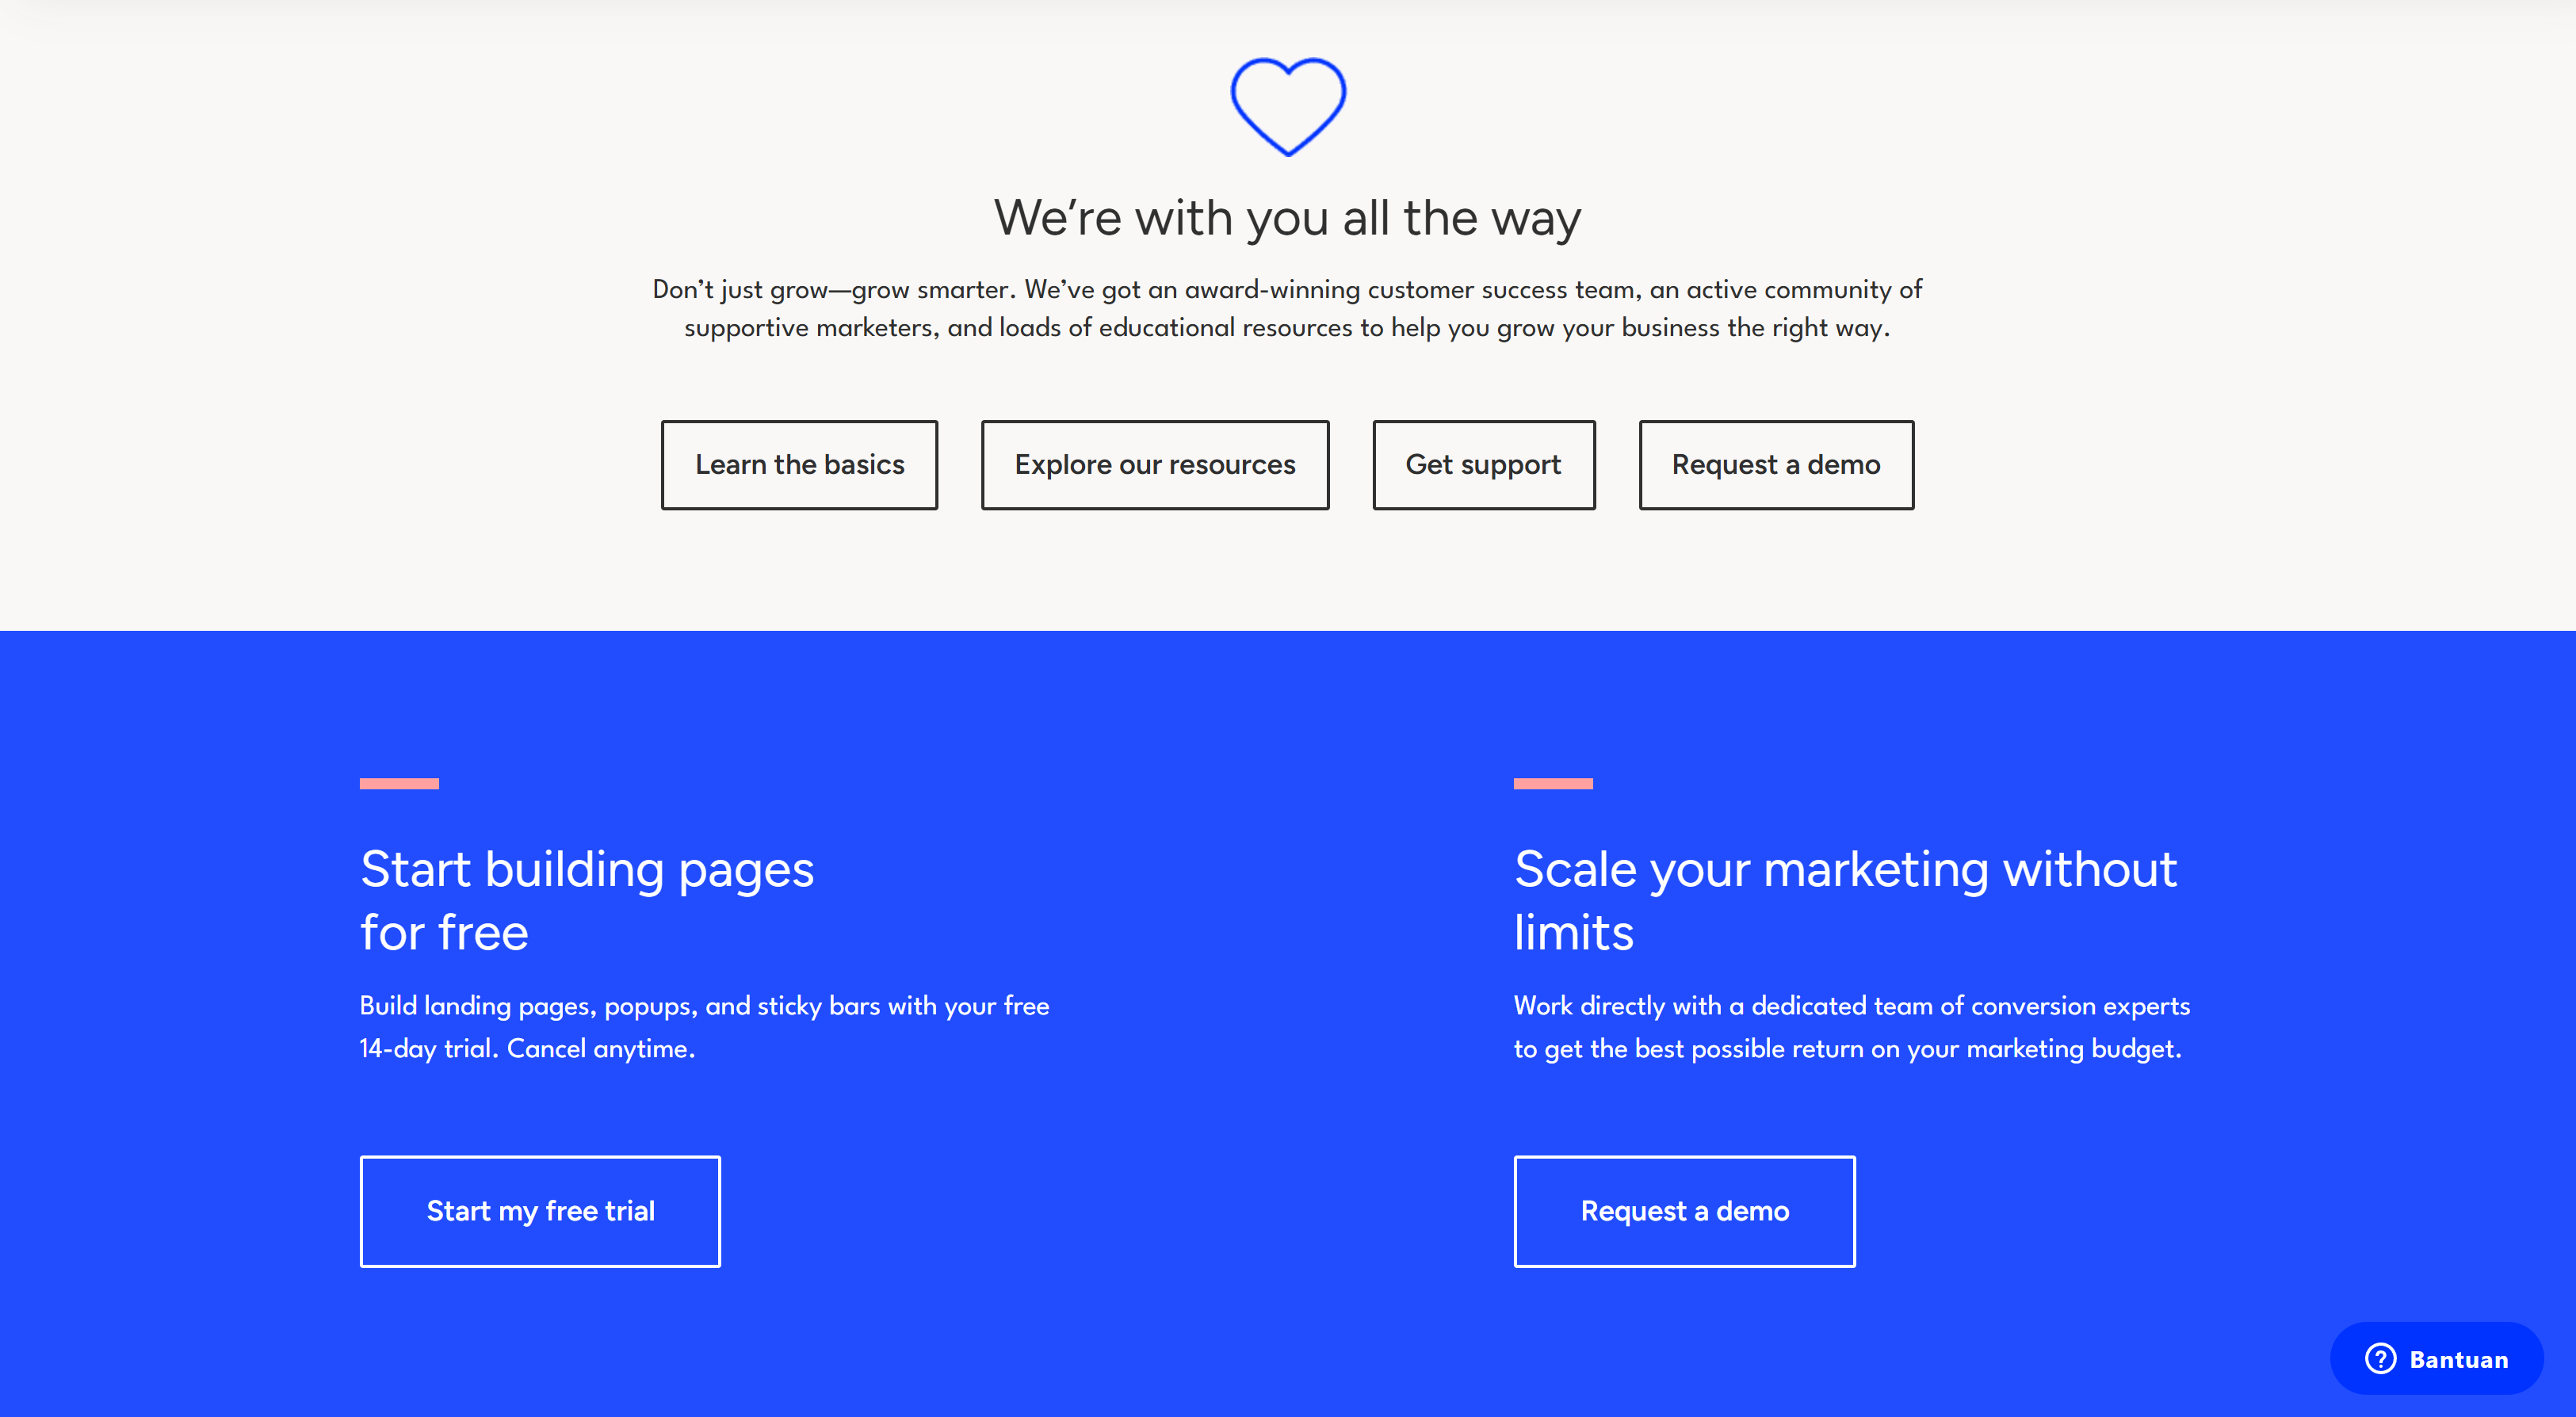 We’re with you all the way
Don’t just grow—grow smarter. We’ve got an award-winning customer success team, an active community of
supportive marketers, and loads of educational resources to help you grow your business the right way.
Learn the basics
Explore our resources
Get support
Request a demo
Start building pages
for free
Build landing pages, popups, and sticky bars with your free
14-day trial. Cancel anytime.
Start my free trial
Scale your marketing without
limits
Work directly with a dedicated team of conversion experts
to get the best possible return on your marketing budget.
Request a demo
Bantuan